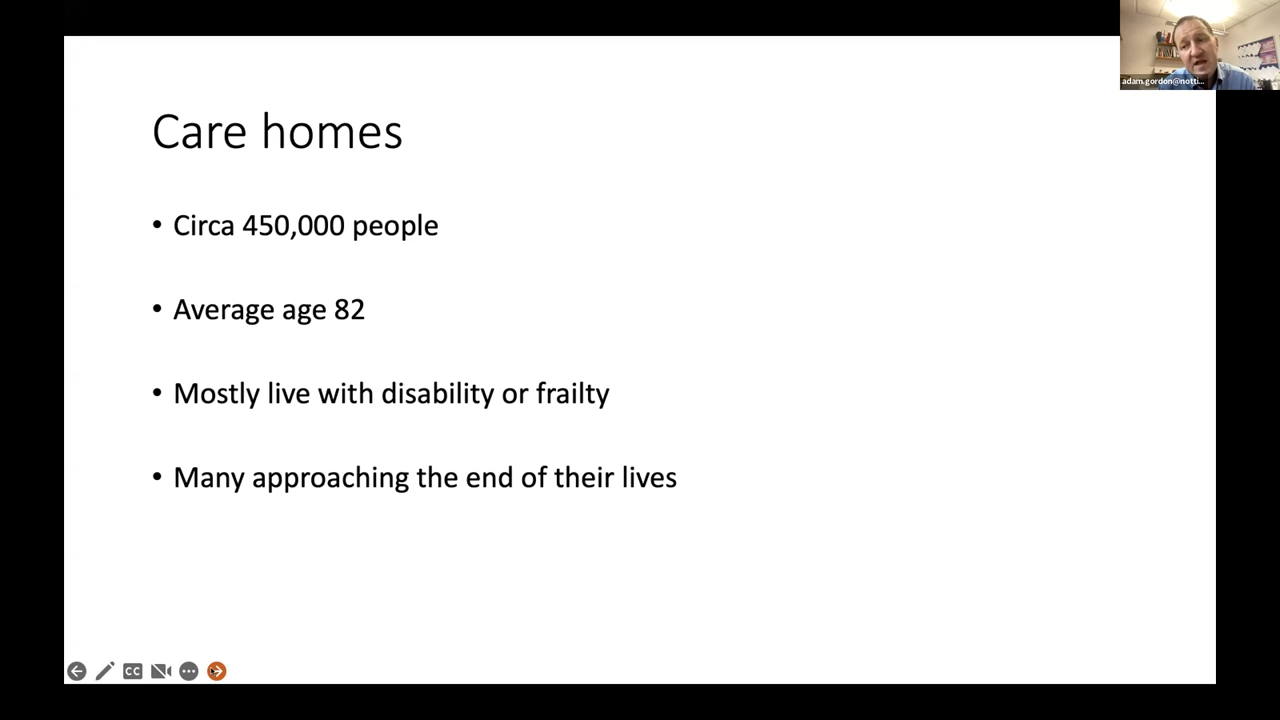 adam.gordon@notti...
Care homes
• Circa 450,000 people
• Average age 82
• Mostly live with disability or frailty
• Many approaching the end of their lives
CC